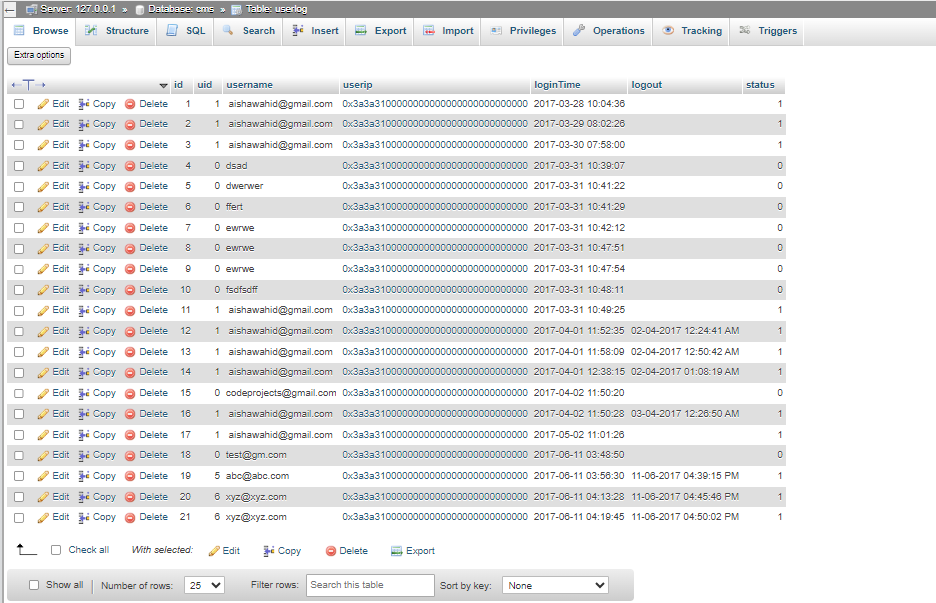 Server: 127.0.0.1 » Database: cms » Table: userlog
Browse Structure SQL Search Insert Export Import Privileges Operations Tracking Triggers
Extra options
←T→ id uid username userip loginTime logout status
Edit Copy Delete 1 1 aishawahid@gmail.com 0x3a3a3100000000000000000000000000 2017-03-28 10:04:36 1
Edit Copy Delete 2 1 aishawahid@gmail.com 0x3a3a3100000000000000000000000000 2017-03-29 08:02:26 1
Edit Copy Delete 3 1 aishawahid@gmail.com 0x3a3a3100000000000000000000000000 2017-03-30 07:58:00 1
Edit Copy Delete 4 0 dsad 0x3a3a3100000000000000000000000000 2017-03-31 10:39:07 0
Edit Copy Delete 5 0 dwerwer 0x3a3a3100000000000000000000000000 2017-03-31 10:41:22 0
Edit Copy Delete 6 0 ffert 0x3a3a3100000000000000000000000000 2017-03-31 10:41:29 0
Edit Copy Delete 7 0 ewrwe 0x3a3a3100000000000000000000000000 2017-03-31 10:42:12 0
Edit Copy Delete 8 0 ewrwe 0x3a3a3100000000000000000000000000 2017-03-31 10:47:51 0
Edit Copy Delete 9 0 ewrwe 0x3a3a3100000000000000000000000000 2017-03-31 10:47:54 0
Edit Copy Delete 10 0 fsdfsdff 0x3a3a3100000000000000000000000000 2017-03-31 10:48:11 0
Edit Copy Delete 11 1 aishawahid@gmail.com 0x3a3a3100000000000000000000000000 2017-03-31 10:49:25 1
Edit Copy Delete 12 1 aishawahid@gmail.com 0x3a3a3100000000000000000000000000 2017-04-01 11:52:35 02-04-2017 12:24:41 AM 1
Edit Copy Delete 13 1 aishawahid@gmail.com 0x3a3a3100000000000000000000000000 2017-04-01 11:58:09 02-04-2017 12:50:42 AM 1
Edit Copy Delete 14 1 aishawahid@gmail.com 0x3a3a3100000000000000000000000000 2017-04-01 12:38:15 02-04-2017 01:08:19 AM 1
Edit Copy Delete 15 0 codeprojects@gmail.com 0x3a3a3100000000000000000000000000 2017-04-02 11:50:20 0
Edit Copy Delete 16 1 aishawahid@gmail.com 0x3a3a3100000000000000000000000000 2017-04-02 11:50:28 03-04-2017 12:26:50 AM 1
Edit Copy Delete 17 1 aishawahid@gmail.com 0x3a3a3100000000000000000000000000 2017-05-02 11:01:26 1
Edit Copy Delete 18 0 test@gm.com 0x3a3a3100000000000000000000000000 2017-06-11 03:48:50 0
Edit Copy Delete 19 5 abc@abc.com 0x3a3a3100000000000000000000000000 2017-06-11 03:56:30 11-06-2017 04:39:15 PM 1
Edit Copy Delete 20 6 xyz@xyz.com 0x3a3a3100000000000000000000000000 2017-06-11 04:13:28 11-06-2017 04:45:46 PM 1
Edit Copy Delete 21 6 xyz@xyz.com 0x3a3a3100000000000000000000000000 2017-06-11 04:19:45 11-06-2017 04:50:02 PM 1
Check all With selected: Edit Copy Delete Export
Show all Number of rows: 25 Filter rows: Search this table Sort by key: None